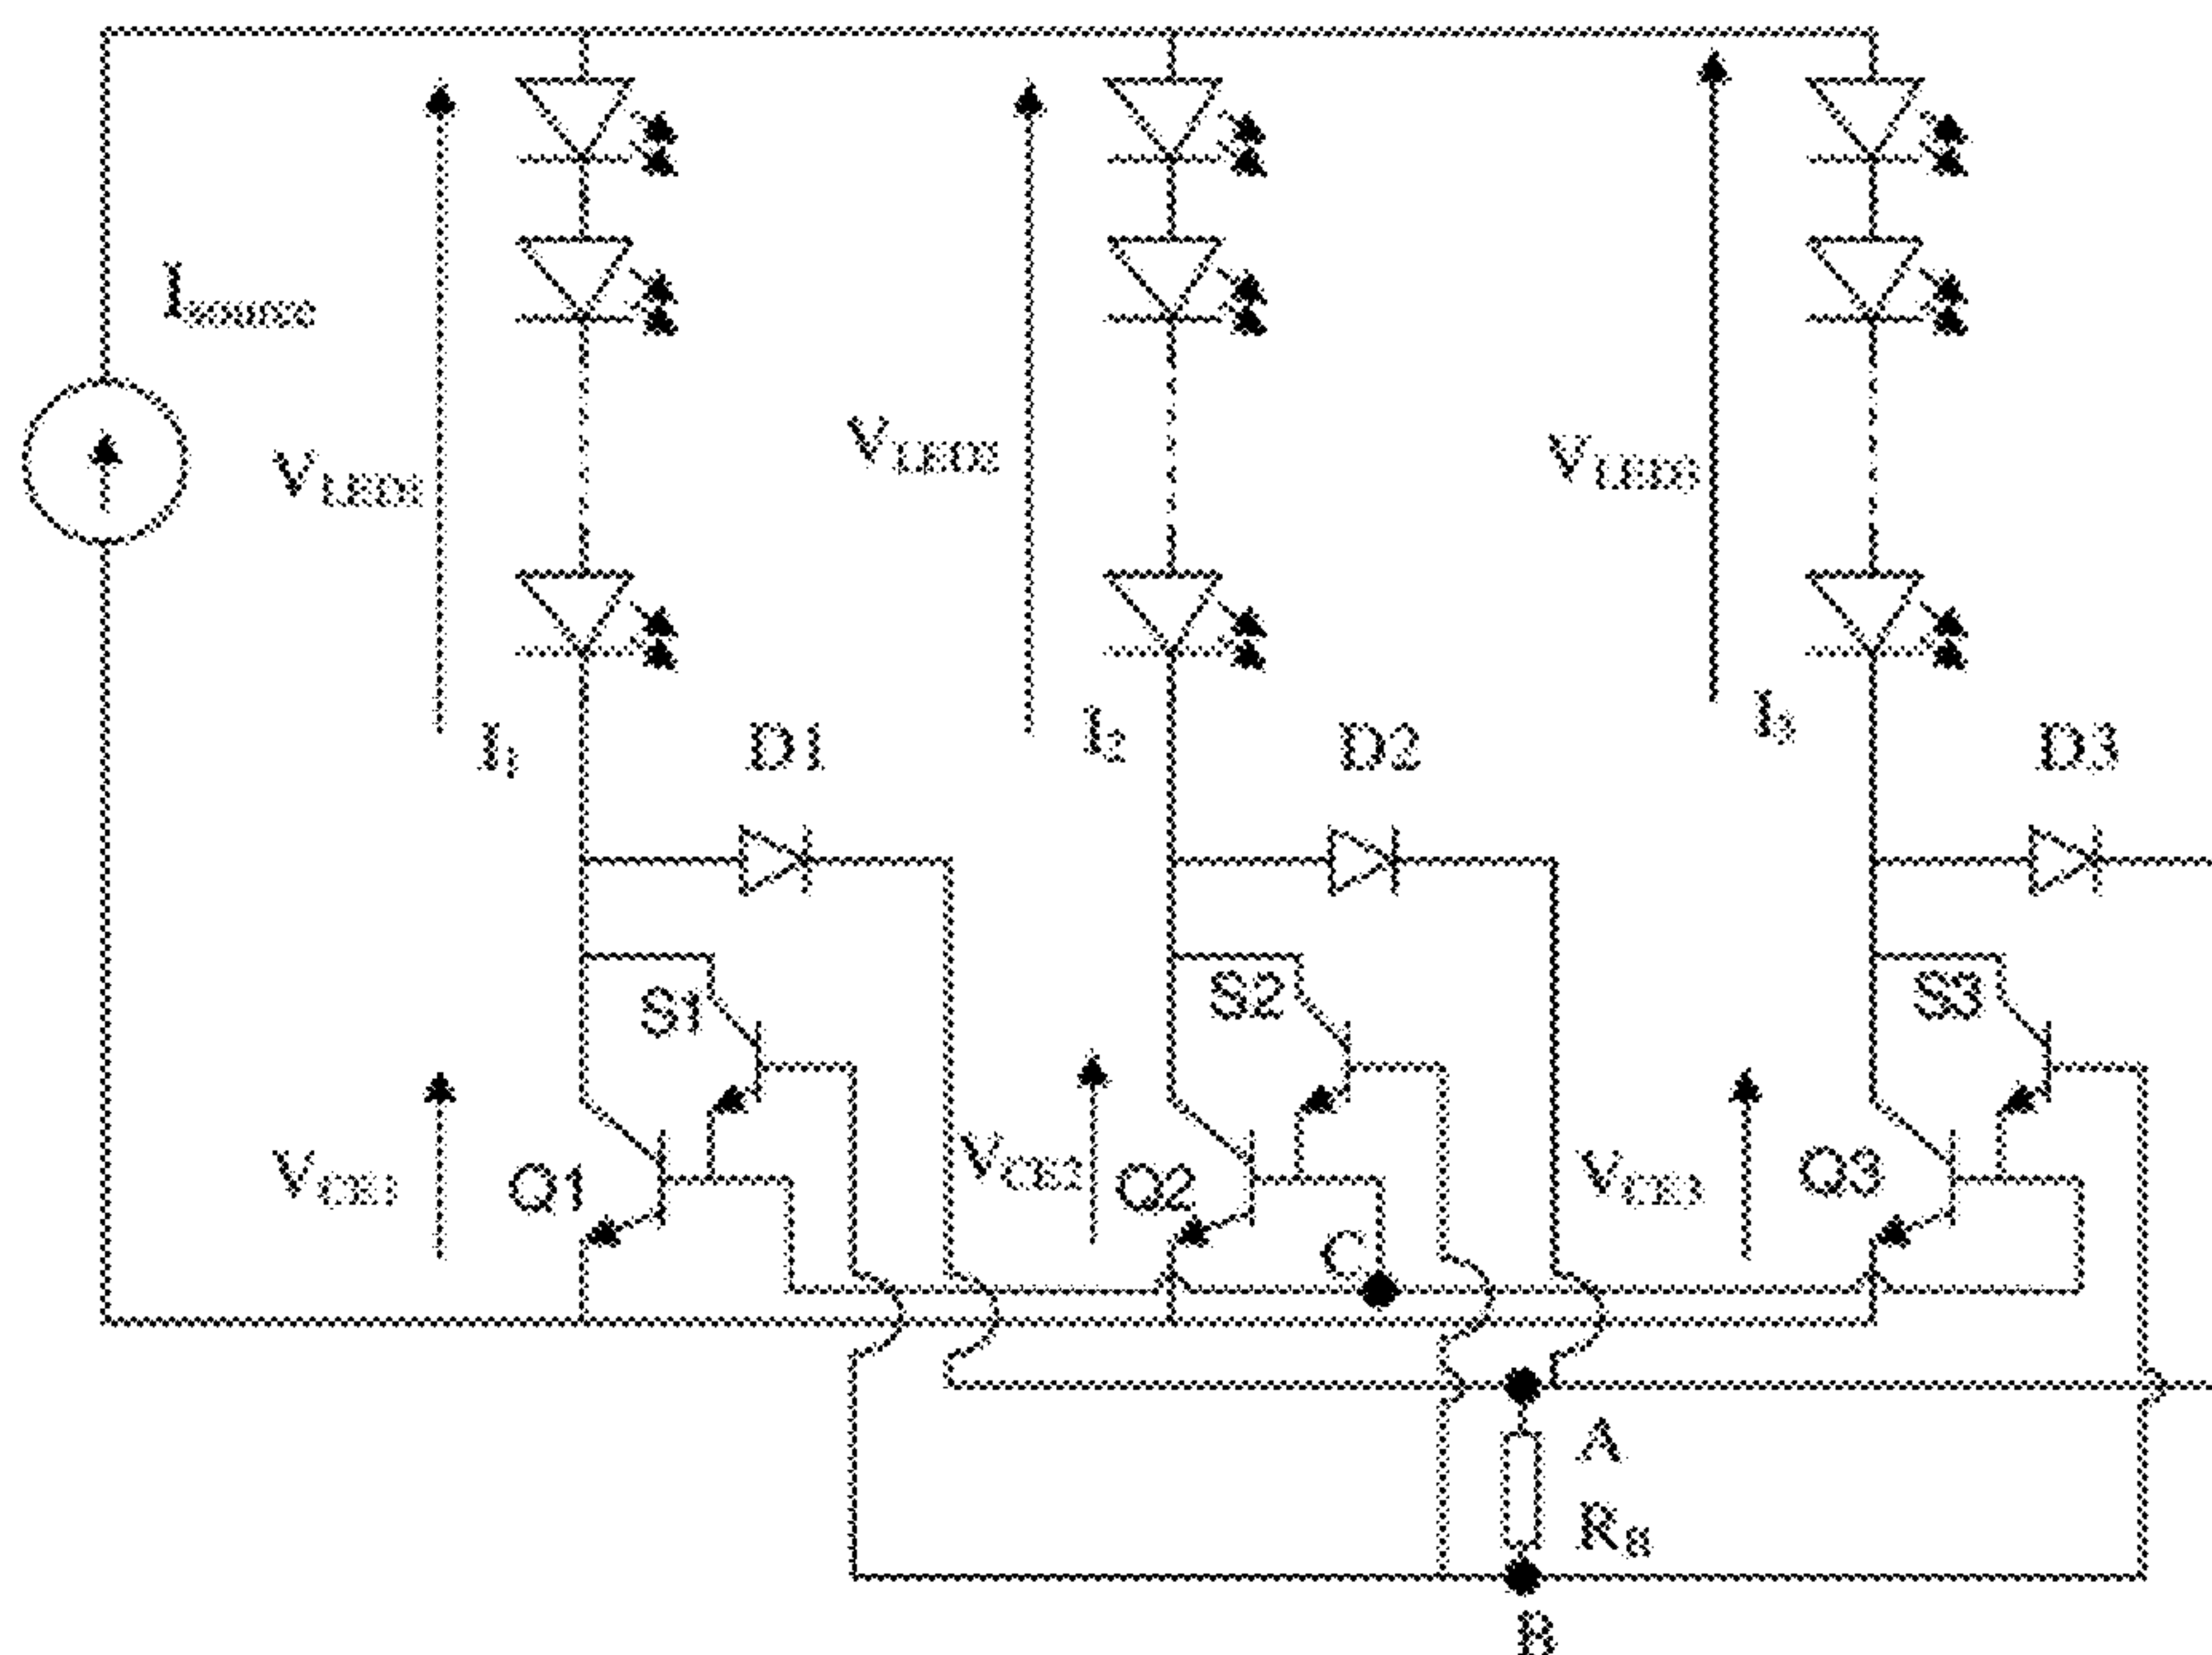 Isource
VLED1
VLED2
VLED3
I1
D1
I2
D2
I3
D3
S1
S2
S3
VCE1
Q1
VCE2
Q2
VCE3
Q3
C
A
RB
B